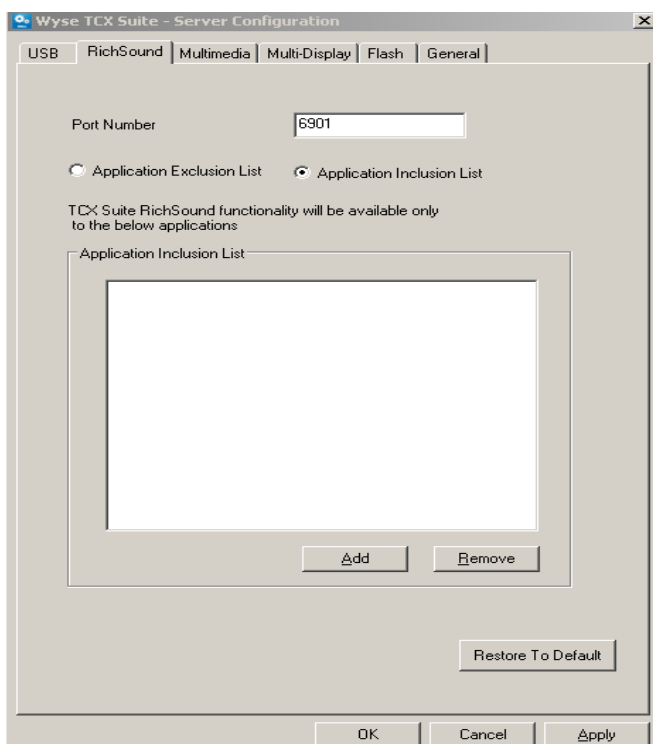 Wyse TCX Suite - Server Configuration
USB RichSound Multimedia Multi-Display Flash General
Port Number 6901
Application Exclusion List Application Inclusion List
TCX Suite RichSound functionality will be available only
to the below applications
Application Inclusion List
Add Remove
Restore To Default
OK Cancel Apply